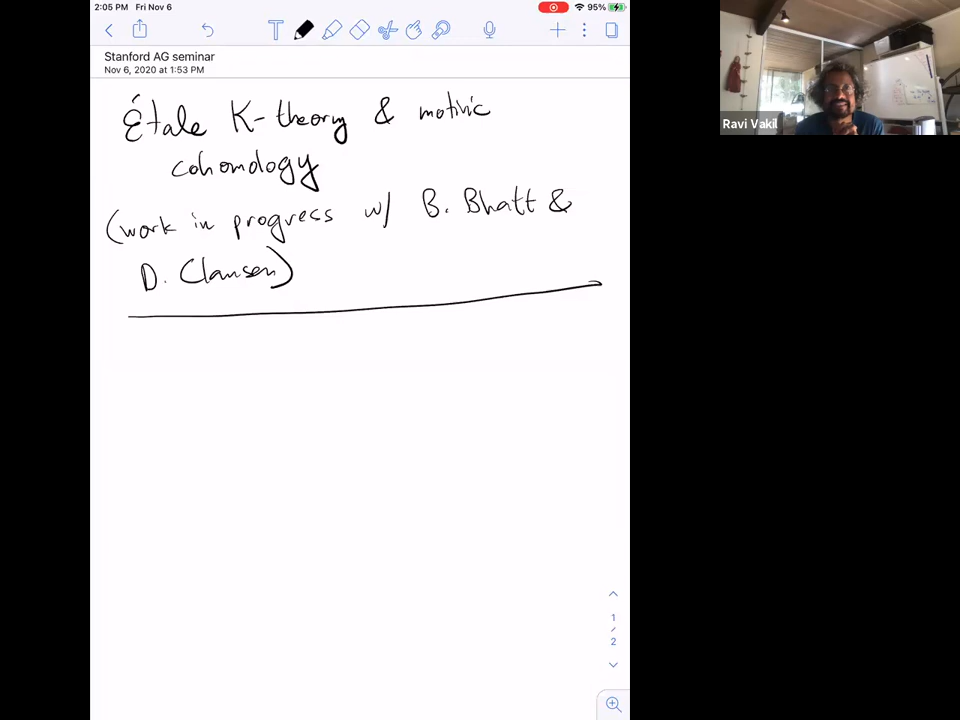 2:05 PM Fri Nov 6
95%
Stanford AG seminar
Nov 6, 2020 at 1:53 PM
Étale K-theory & motivic
cohomology
(work in progress w/ B. Bhatt &
D. Clausen)
1
/
2
Ravi Vakil